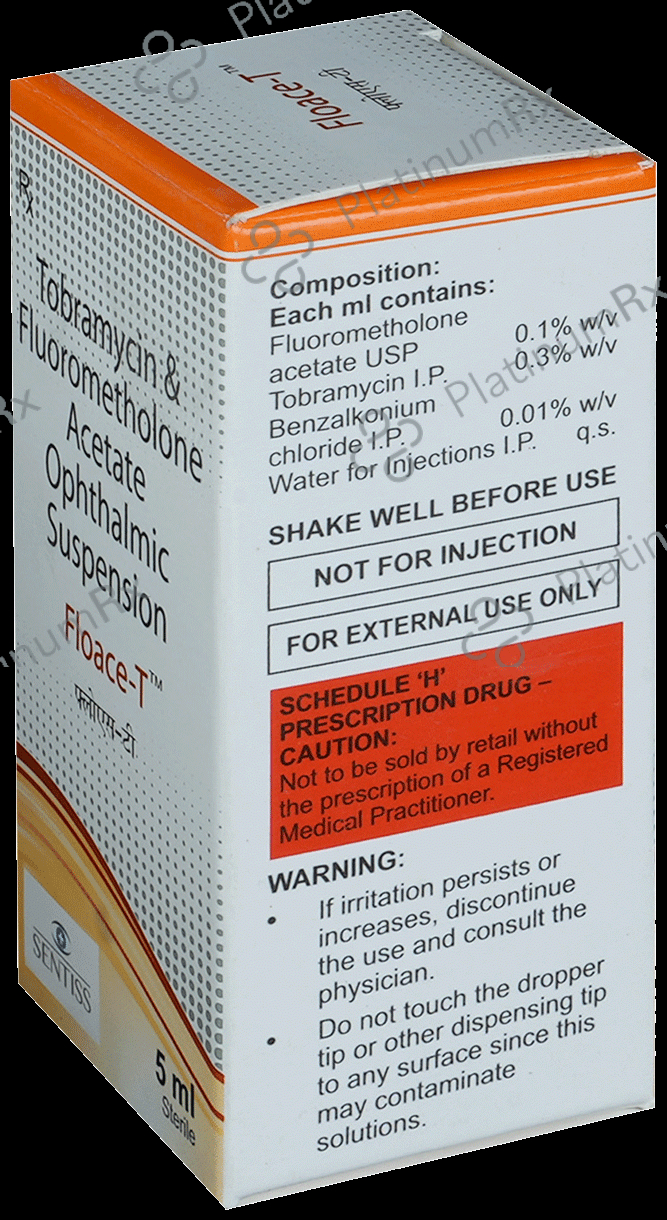 Floace-T™
फ्लोएस-टी
Rx
Tobramycin &
Fluorometholone
Acetate
Ophthalmic
Suspension
Floace-T™
फ्लोएस-टी
SENTISS
5 ml
Sterile
Composition:
Each ml contains:
Fluorometholone
acetate USP 0.1% w/v
Tobramycin I.P. 0.3% w/v
Benzalkonium
chloride I.P. 0.01% w/v
Water for Injections I.P. q.s.
SHAKE WELL BEFORE USE
NOT FOR INJECTION
FOR EXTERNAL USE ONLY
SCHEDULE ‘H’
PRESCRIPTION DRUG –
CAUTION:
Not to be sold by retail without
the prescription of a Registered
Medical Practitioner.
WARNING:
• If irritation persists or
increases, discontinue
the use and consult the
physician.
• Do not touch the dropper
tip or other dispensing tip
to any surface since this
may contaminate
solutions.
PlatinumRx
PlatinumRx
PlatinumRx